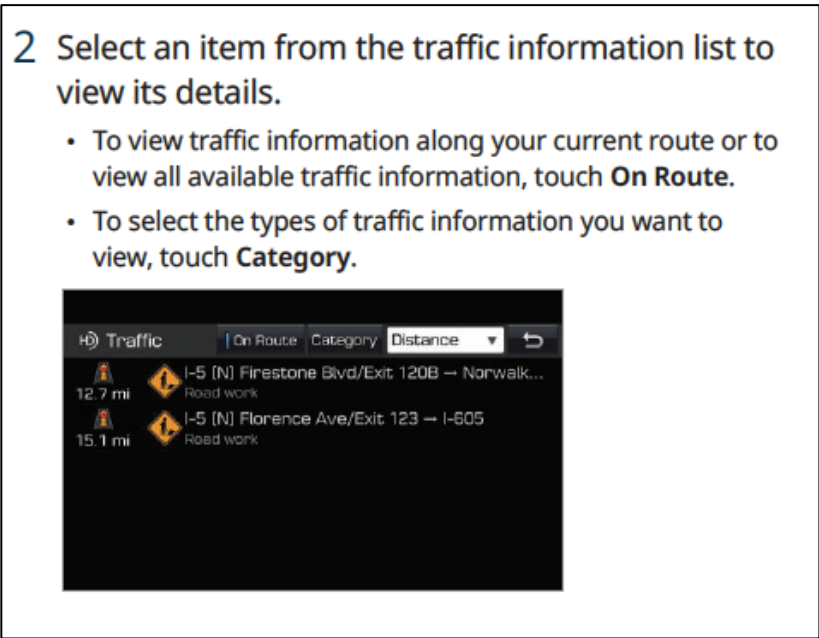 2 Select an item from the traffic information list to
view its details.
• To view traffic information along your current route or to
view all available traffic information, touch On Route.
• To select the types of traffic information you want to
view, touch Category.
HD Traffic On Route Category Distance ▼
I-5 (N) Firestone Blvd/Exit 120B → Norwalk...
12.7 mi Road work
I-5 (N) Florence Ave/Exit 123 → I-605
15.1 mi Road work